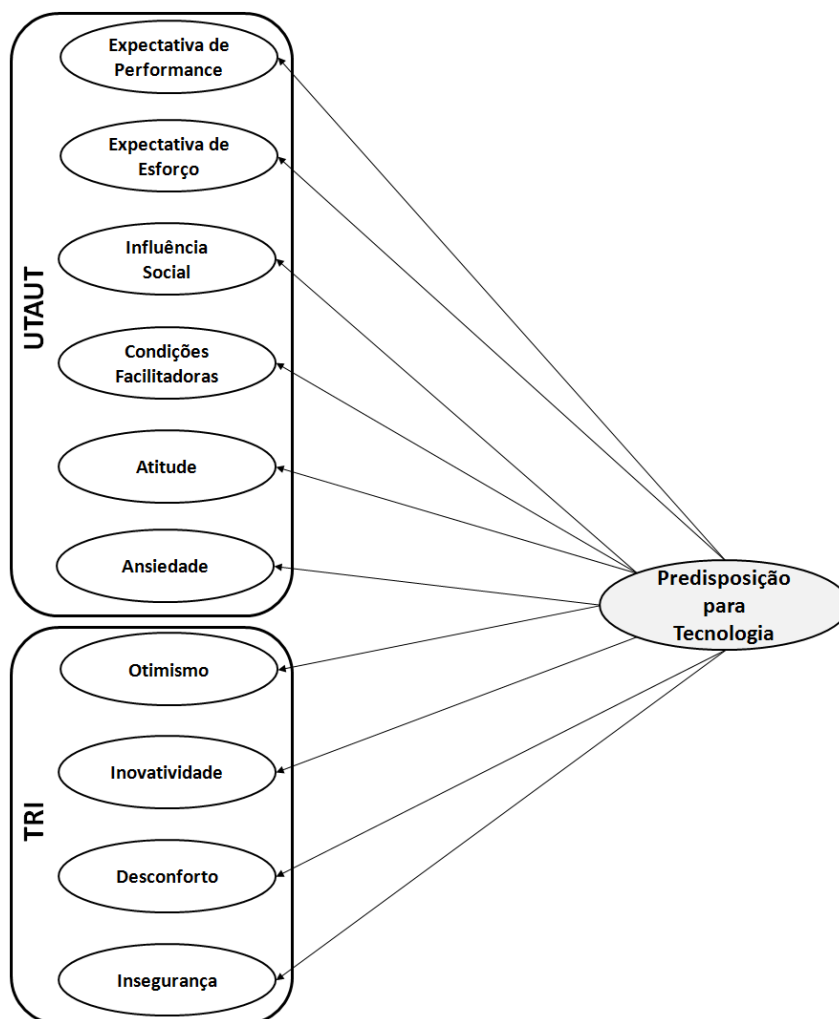 Expectativa de
Performance
Expectativa de
Esforço
Influência
Social
Condições
Facilitadoras
Atitude
Ansiedade
UTAUT
Otimismo
Inovatividade
Desconforto
Insegurança
TRI
Predisposição
para
Tecnologia